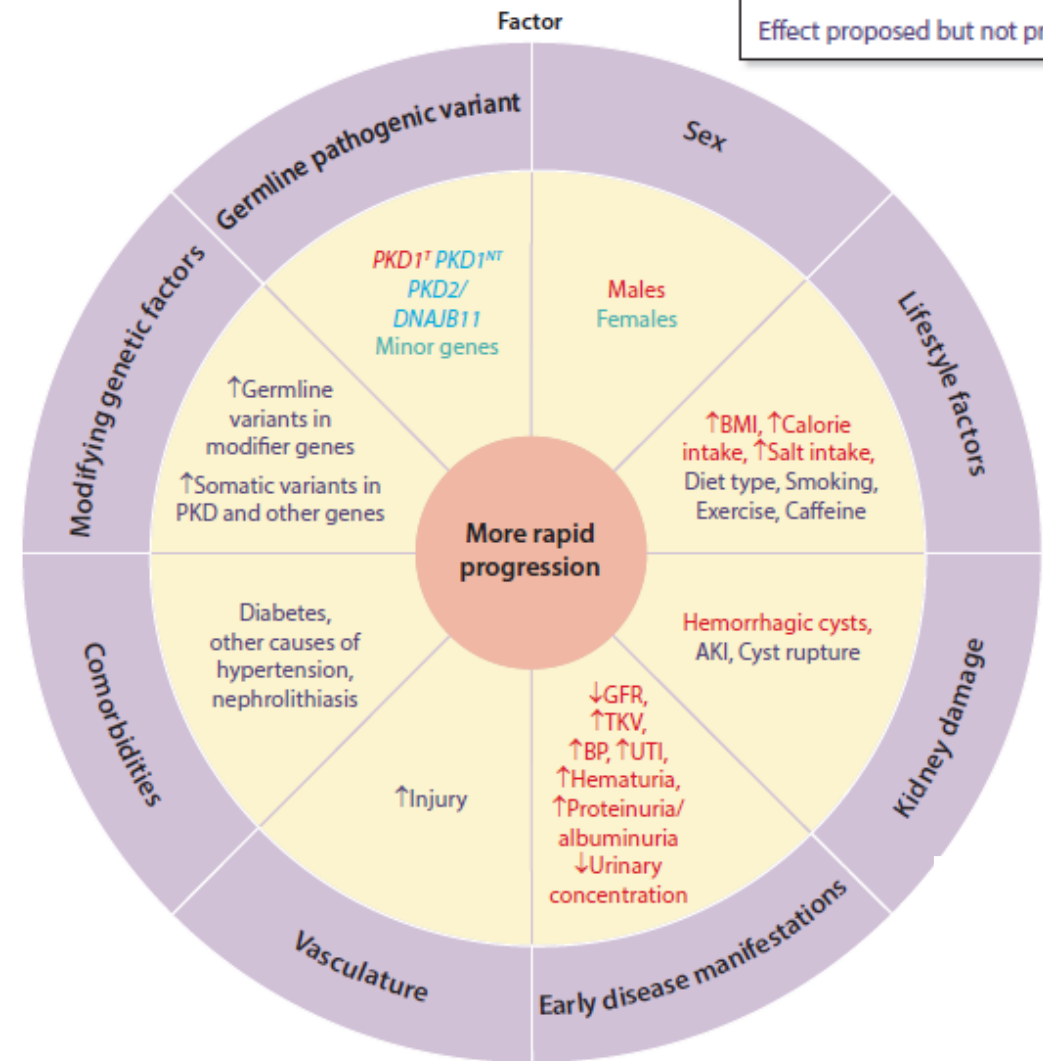 Factor
Effect proposed but not
Germline pathogenic variant
Sex
Lifestyle factors
Kidney damage
Early disease manifestations
Vasculature
Comorbidities
Modifying genetic factors
PKD1ᵀ PKD1ᴺᵀ
PKD2/
DNAJB11
Minor genes
Males
Females
↑BMI, ↑Calorie
intake, ↑Salt intake,
Diet type, Smoking,
Exercise, Caffeine
Hemorrhagic cysts,
AKI, Cyst rupture
↓GFR,
↑TKV,
↑BP, ↑UTI,
↑Hematuria,
↑Proteinuria/
albuminuria
↓Urinary
concentration
↑Injury
Diabetes,
other causes of
hypertension,
nephrolithiasis
↑Germline
variants in
modifier genes
↑Somatic variants in
PKD and other genes
More rapid
progression